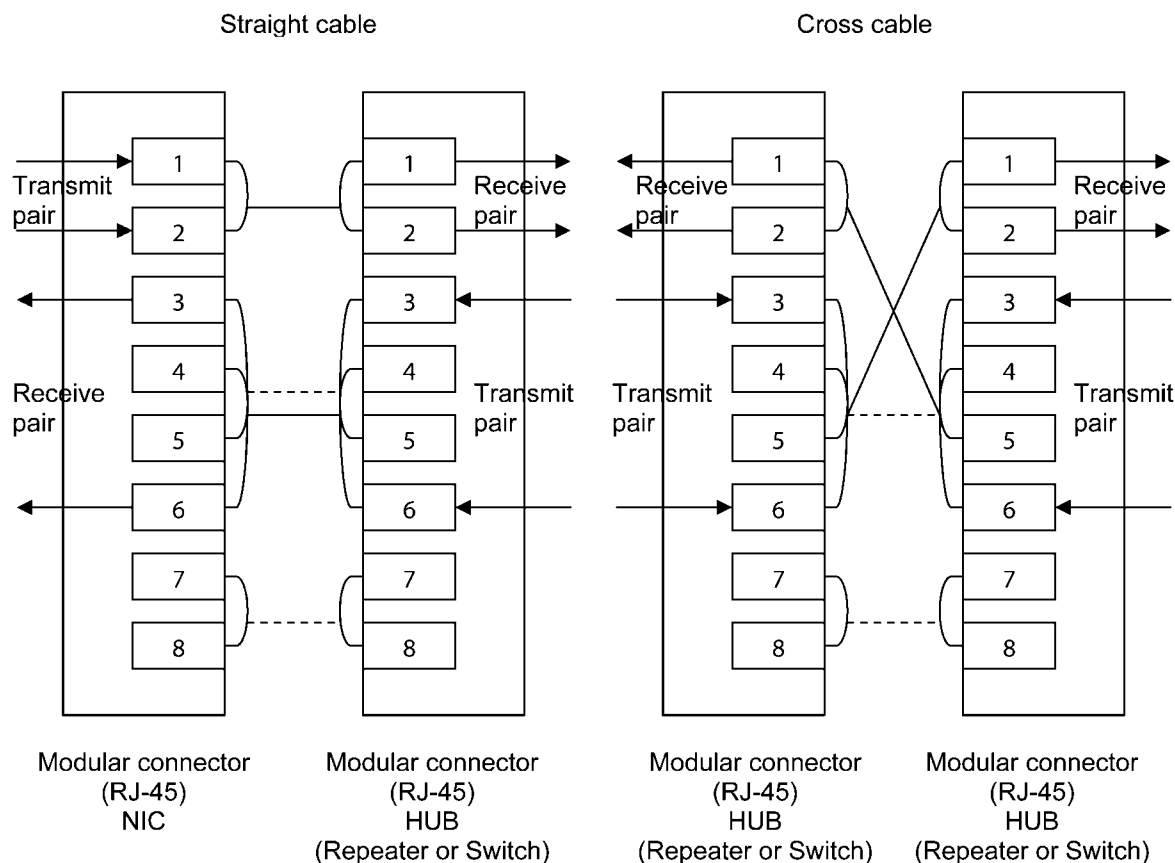 Straight cable
Cross cable
Transmit
pair
Receive
pair
1
2
3
4
5
6
7
8
1
2
3
4
5
6
7
8
Receive
pair
Transmit
pair
Receive
pair
Transmit
pair
1
2
3
4
5
6
7
8
1
2
3
4
5
6
7
8
Receive
pair
Transmit
pair
Modular connector
(RJ-45)
NIC
Modular connector
(RJ-45)
HUB
(Repeater or Switch)
Modular connector
(RJ-45)
HUB
(Repeater or Switch)
Modular connector
(RJ-45)
HUB
(Repeater or Switch)